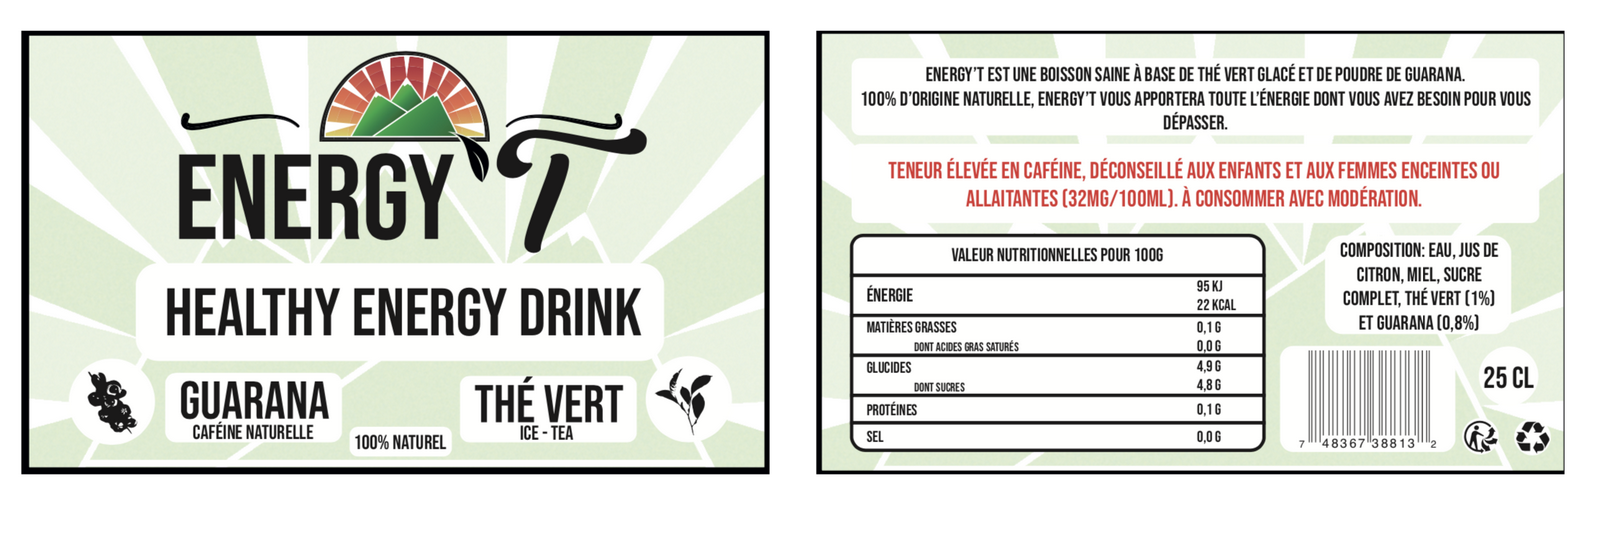 ENERGY'T
HEALTHY ENERGY DRINK
GUARANA
CAFÉINE NATURELLE
100% NATUREL
THÉ VERT
ICE - TEA
ENERGY'T EST UNE BOISSON SAINE À BASE DE THÉ VERT GLACÉ ET DE POUDRE DE GUARANA.
100% D'ORIGINE NATURELLE, ENERGY'T VOUS APPORTERA TOUTE L'ÉNERGIE DONT VOUS AVEZ BESOIN POUR VOUS
DÉPASSER.
TENEUR ÉLEVÉE EN CAFÉINE, DÉCONSEILLÉ AUX ENFANTS ET AUX FEMMES ENCEINTES OU
ALLAITANTES (32MG/100ML). À CONSOMMER AVEC MODÉRATION.
VALEUR NUTRITIONNELLES POUR 100G
ÉNERGIE 95 KJ
22 KCAL
MATIÈRES GRASSES 0,1 G
DONT ACIDES GRAS SATURÉS 0,0 G
GLUCIDES 4,9 G
DONT SUCRES 4,8 G
PROTÉINES 0,1 G
SEL 0,0 G
COMPOSITION: EAU, JUS DE
CITRON, MIEL, SUCRE
COMPLET, THÉ VERT (1%)
ET GUARANA (0,8%)
25 CL
7 48367 38813 2